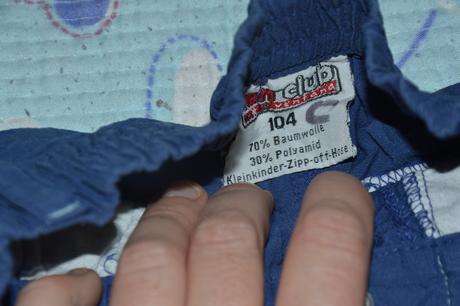 club
104 C
70% Baumwolle
30% Polyamid
Kleinkinder-Zipp-off-Hose